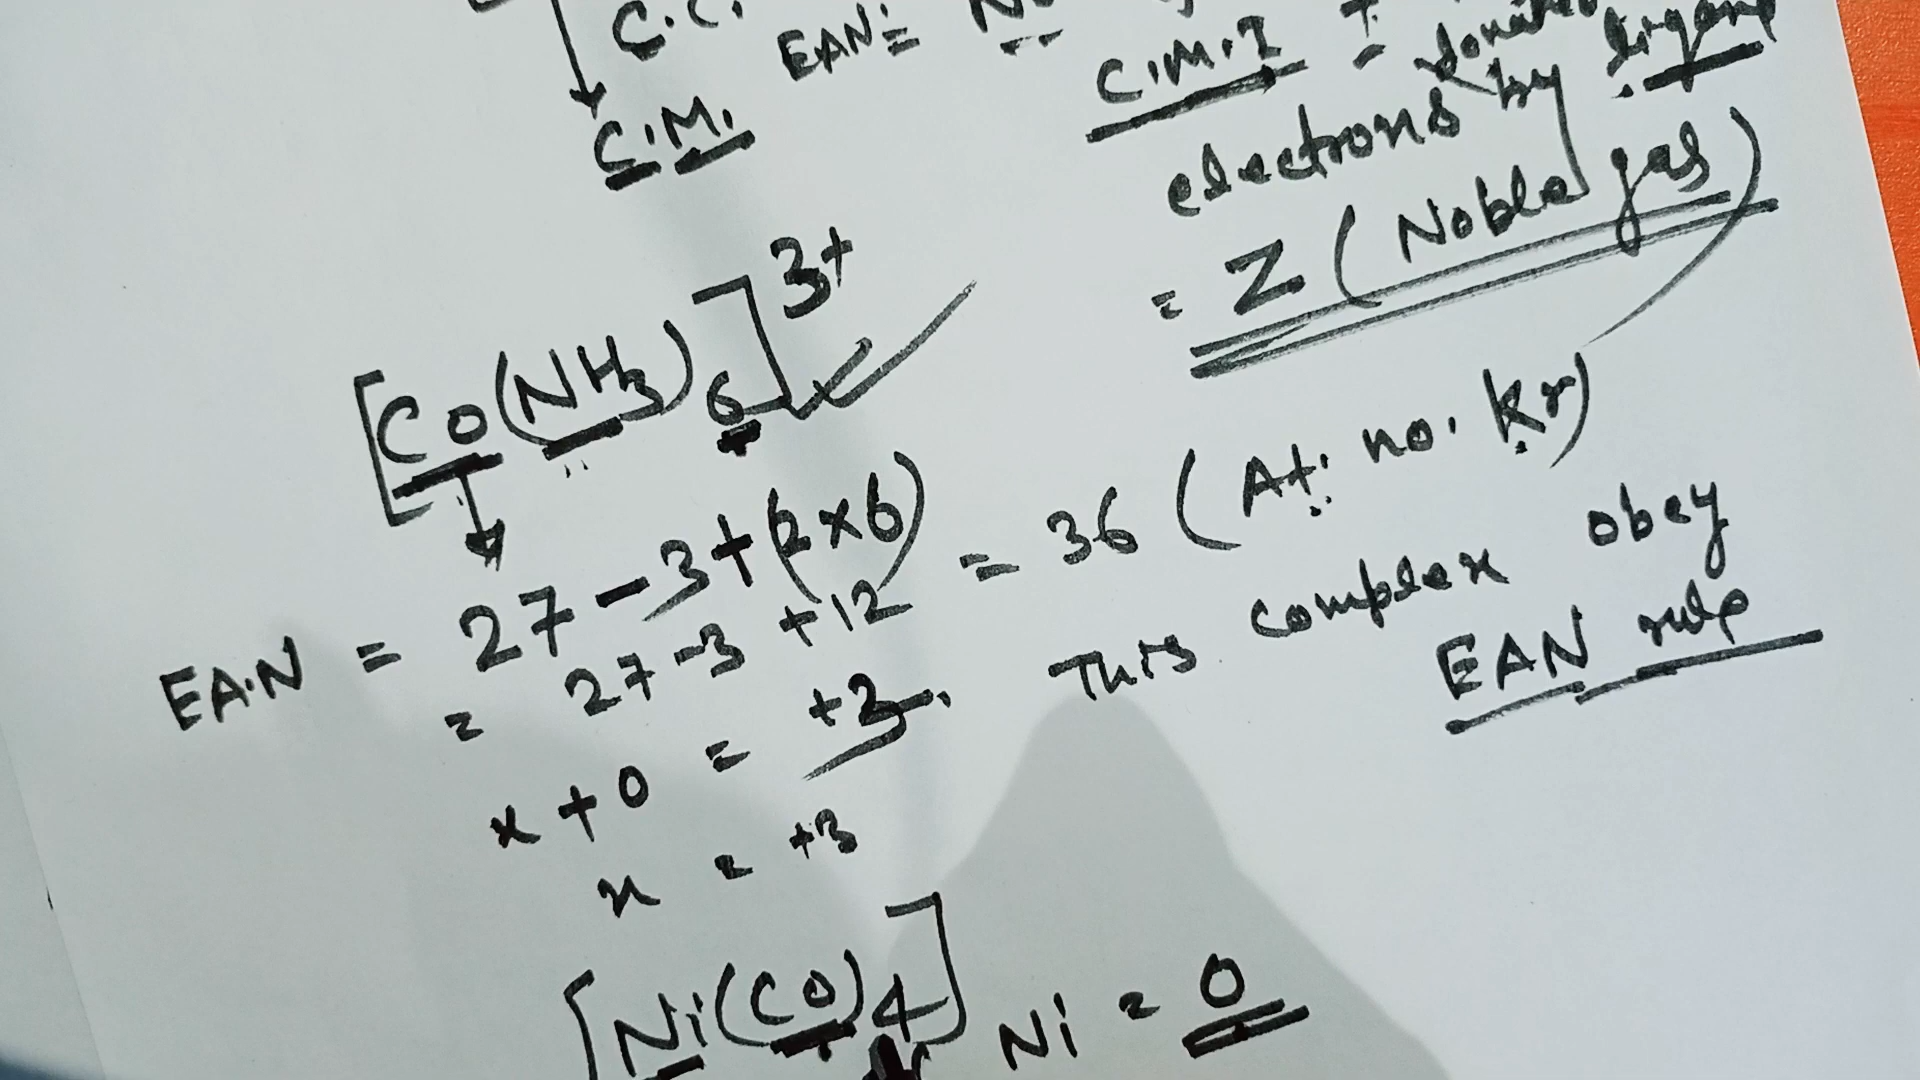 C.C.
EAN =
C.M.I +
C.M.
electrons by ligand
= Z (Noble gas)
[Co(NH3)6]3+
EA.N = 27 - 3 + (2 x 6) = 36 (At. no. Kr)
= 27 - 3 + 12
This complex obey
EAN rule
x + 0 = +3.
x = +3
[Ni(CO)4] Ni = 0